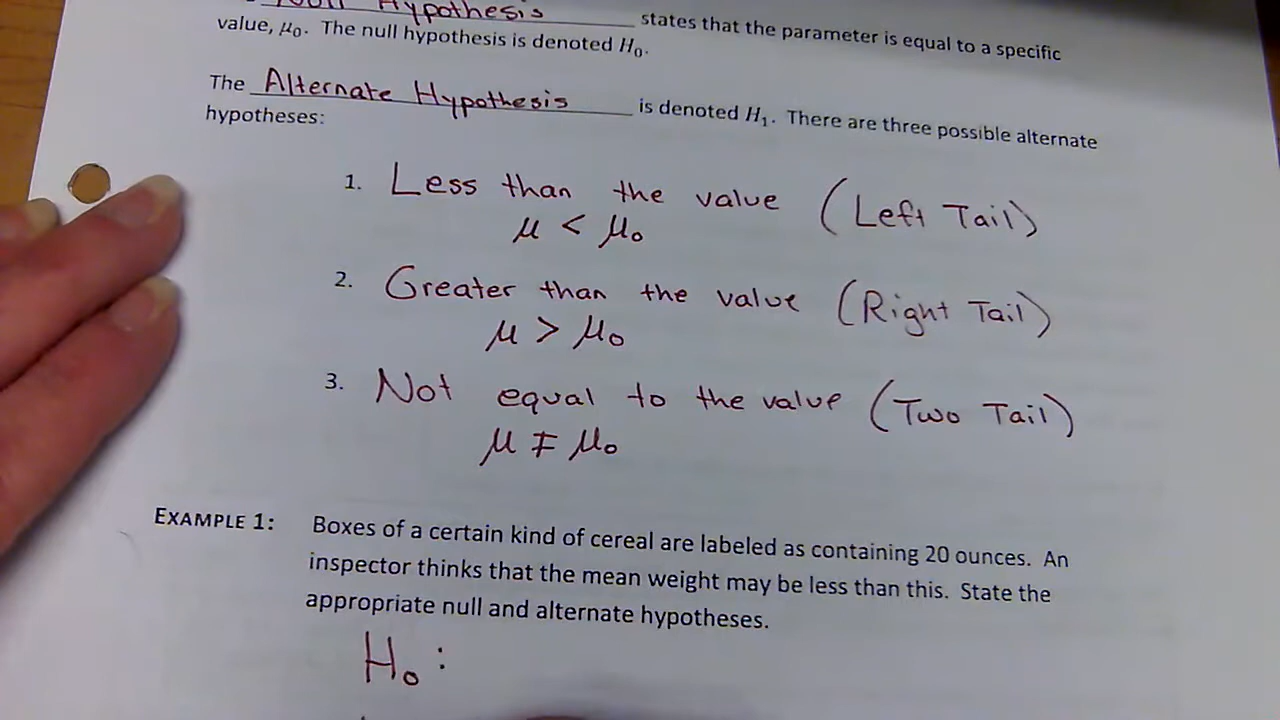 Null Hypothesis states that the parameter is equal to a specific
value, μ₀. The null hypothesis is denoted H₀.
The Alternate Hypothesis is denoted H₁. There are three possible alternate
hypotheses:
1. Less than the value (Left Tail)
μ < μ₀
2. Greater than the value (Right Tail)
μ > μ₀
3. Not equal to the value (Two Tail)
μ ≠ μ₀
EXAMPLE 1: Boxes of a certain kind of cereal are labeled as containing 20 ounces. An
inspector thinks that the mean weight may be less than this. State the
appropriate null and alternate hypotheses.
H₀ :